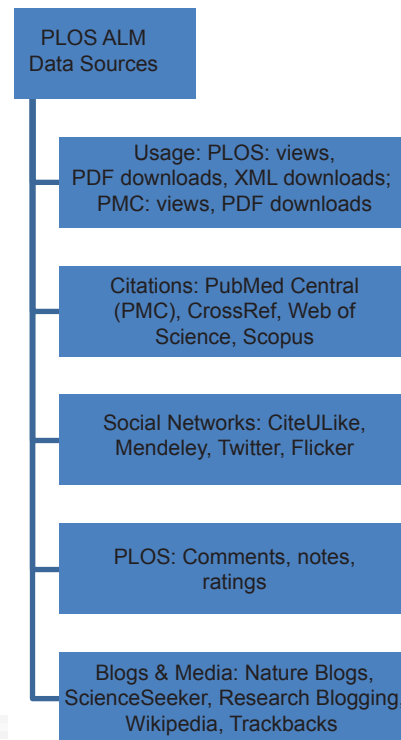 PLOS ALM
Data Sources
Usage: PLOS: views,
PDF downloads, XML downloads;
PMC: views, PDF downloads
Citations: PubMed Central
(PMC), CrossRef, Web of
Science, Scopus
Social Networks: CiteULike,
Mendeley, Twitter, Flicker
PLOS: Comments, notes,
ratings
Blogs & Media: Nature Blogs,
ScienceSeeker, Research Blogging,
Wikipedia, Trackbacks